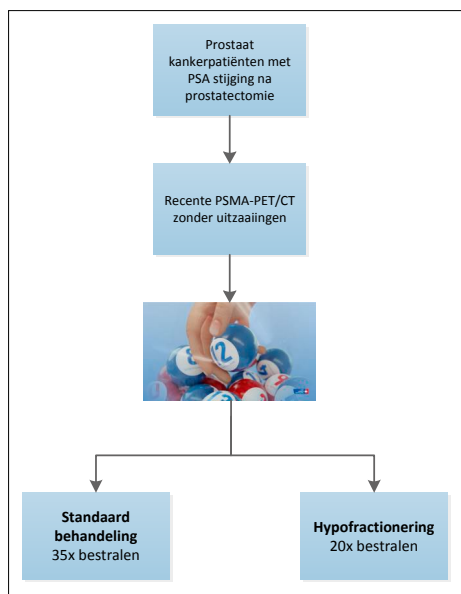 Prostaat
kankerpatiënten met
PSA stijging na
prostatectomie
Recente PSMA-PET/CT
zonder uitzaaiingen
2
Standaard
behandeling
35x bestralen
Hypofractionering
20x bestralen